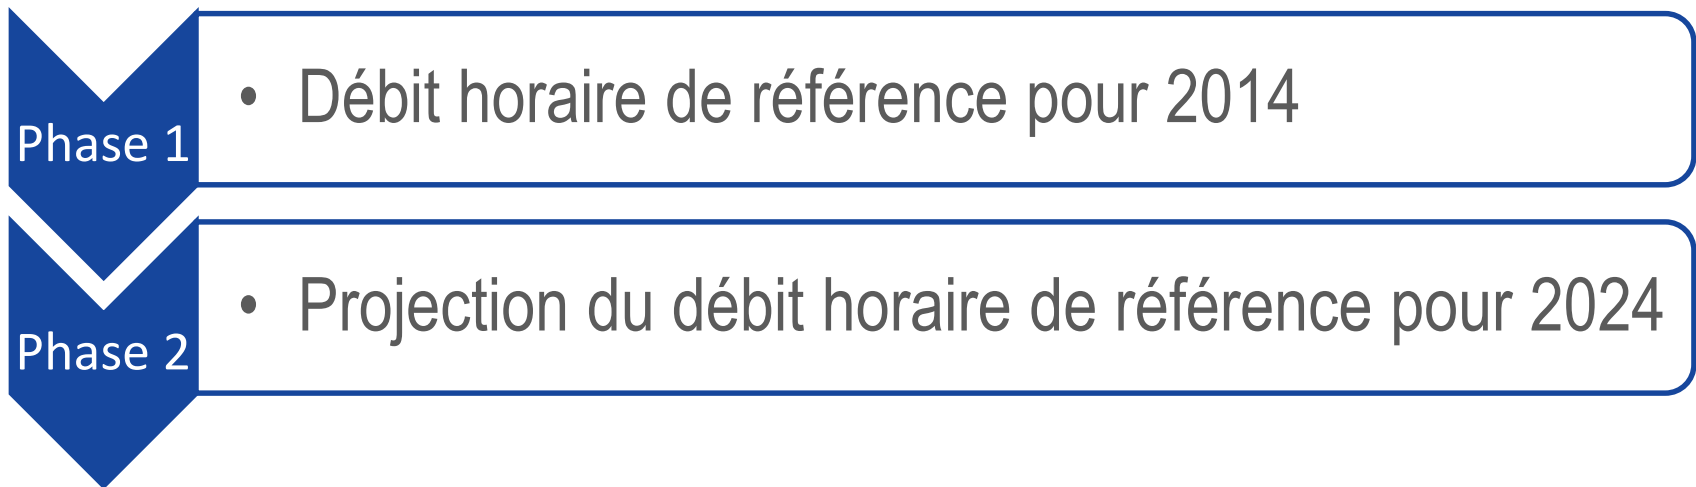 Phase 1
• Débit horaire de référence pour 2014
Phase 2
• Projection du débit horaire de référence pour 2024